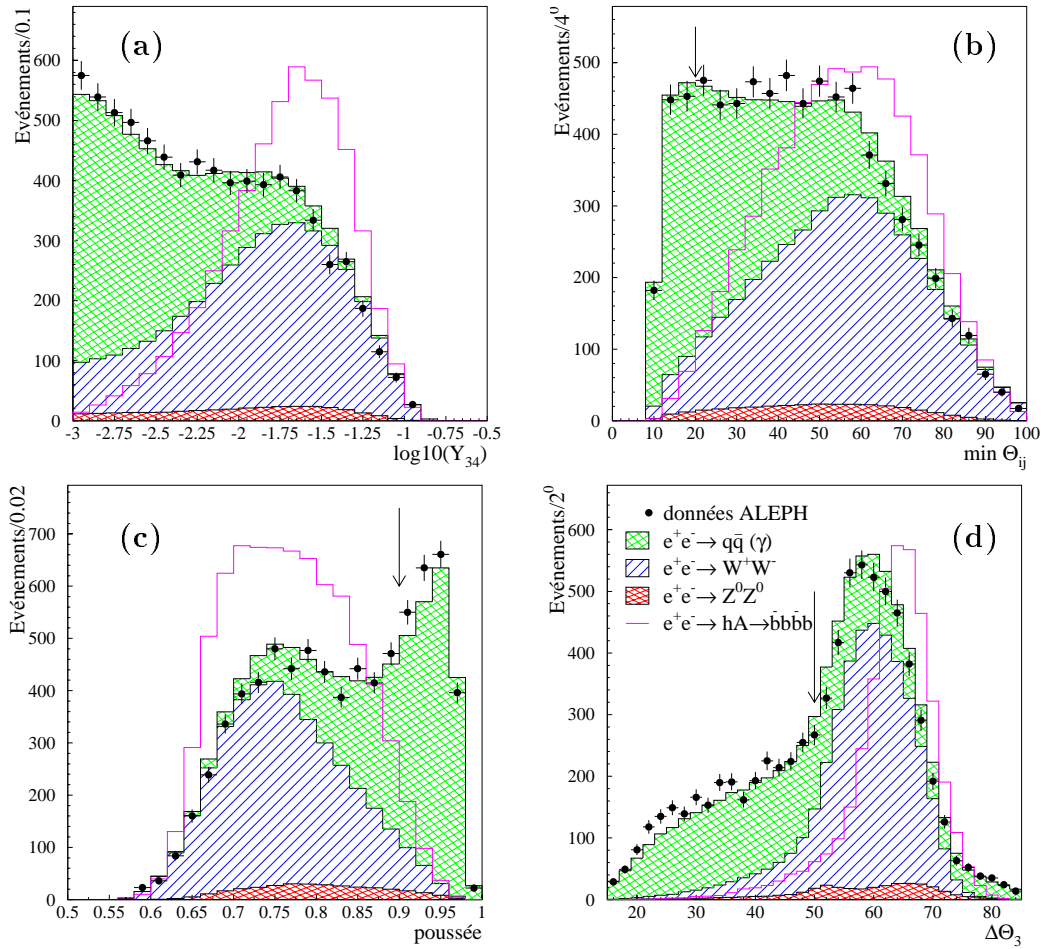 Evénements/0.1
(a)
600
500
400
300
200
100
0
-3 -2.75 -2.5 -2.25 -2 -1.75 -1.5 -1.25 -1 -0.75 -0.5
log10(Y34)
Evénements/4⁰
(b)
500
400
300
200
100
0
0 10 20 30 40 50 60 70 80 90 100
min Θij
Evénements/0.02
(c)
700
600
500
400
300
200
100
0
0.5 0.55 0.6 0.65 0.7 0.75 0.8 0.85 0.9 0.95 1
poussée
Evénements/2⁰
(d)
données ALEPH
e⁺e⁻→ qq̄ (γ)
e⁺e⁻→ W⁺W⁻
e⁺e⁻→ Z⁰Z⁰
e⁺e⁻→ hA→b̄bb̄b
600
500
400
300
200
100
0
20 30 40 50 60 70 80
ΔΘ3